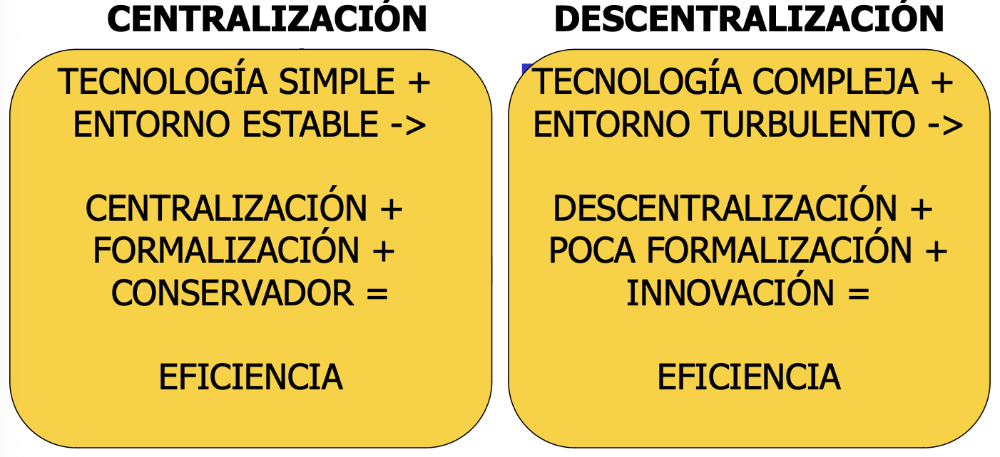 CENTRALIZACIÓN
TECNOLOGÍA SIMPLE +
ENTORNO ESTABLE ->
CENTRALIZACIÓN +
FORMALIZACIÓN +
CONSERVADOR =
EFICIENCIA
DESCENTRALIZACIÓN
TECNOLOGÍA COMPLEJA +
ENTORNO TURBULENTO ->
DESCENTRALIZACIÓN +
POCA FORMALIZACIÓN +
INNOVACIÓN =
EFICIENCIA